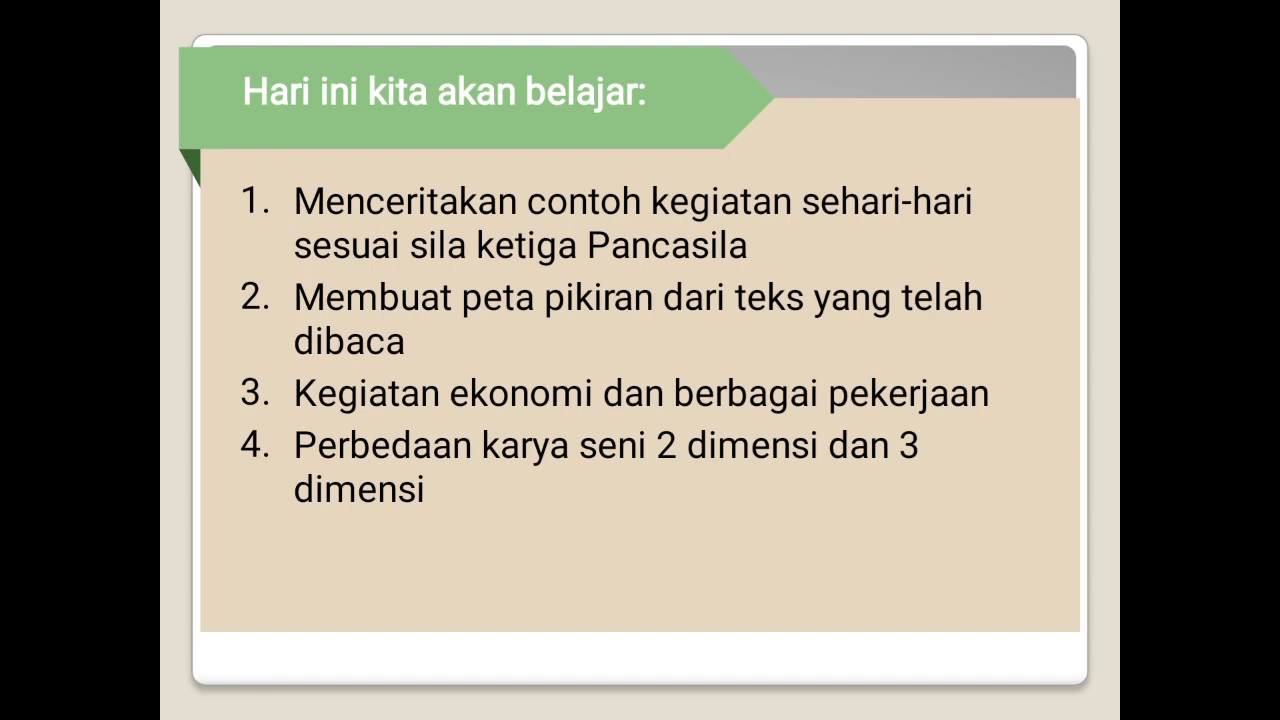 Hari ini kita akan belajar:
1. Menceritakan contoh kegiatan sehari-hari
sesuai sila ketiga Pancasila
2. Membuat peta pikiran dari teks yang telah
dibaca
3. Kegiatan ekonomi dan berbagai pekerjaan
4. Perbedaan karya seni 2 dimensi dan 3
dimensi